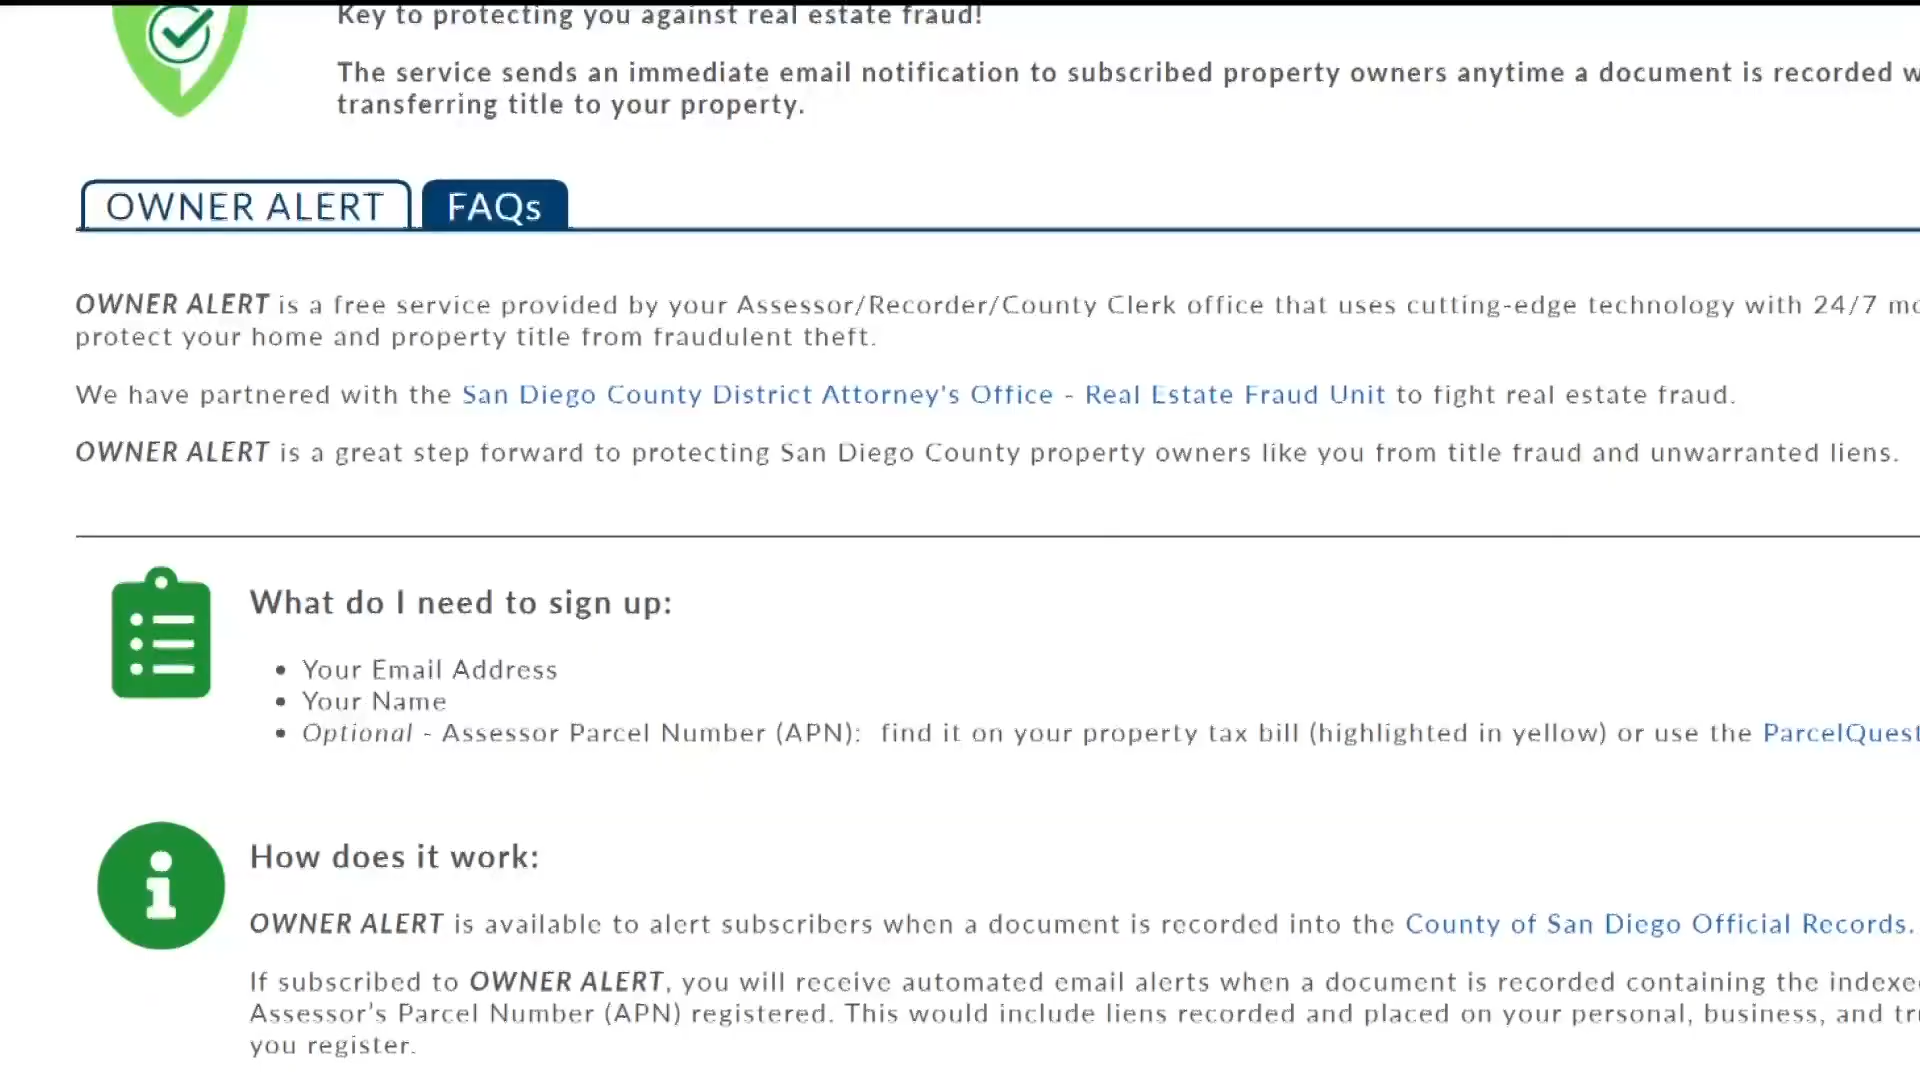 Key to protecting you against real estate fraud!
The service sends an immediate email notification to subscribed property owners anytime a document is recorded
transferring title to your property.
OWNER ALERT FAQs
OWNER ALERT is a free service provided by your Assessor/Recorder/County Clerk office that uses cutting-edge technology with 24/7
protect your home and property title from fraudulent theft.
We have partnered with the San Diego County District Attorney's Office - Real Estate Fraud Unit to fight real estate fraud.
OWNER ALERT is a great step forward to protecting San Diego County property owners like you from title fraud and unwarranted liens.
What do I need to sign up:
• Your Email Address
• Your Name
• Optional - Assessor Parcel Number (APN): find it on your property tax bill (highlighted in yellow) or use the ParcelQuest
How does it work:
OWNER ALERT is available to alert subscribers when a document is recorded into the County of San Diego Official Records.
If subscribed to OWNER ALERT, you will receive automated email alerts when a document is recorded containing the
Assessor’s Parcel Number (APN) registered. This would include liens recorded and placed on your personal, business, and
you register.